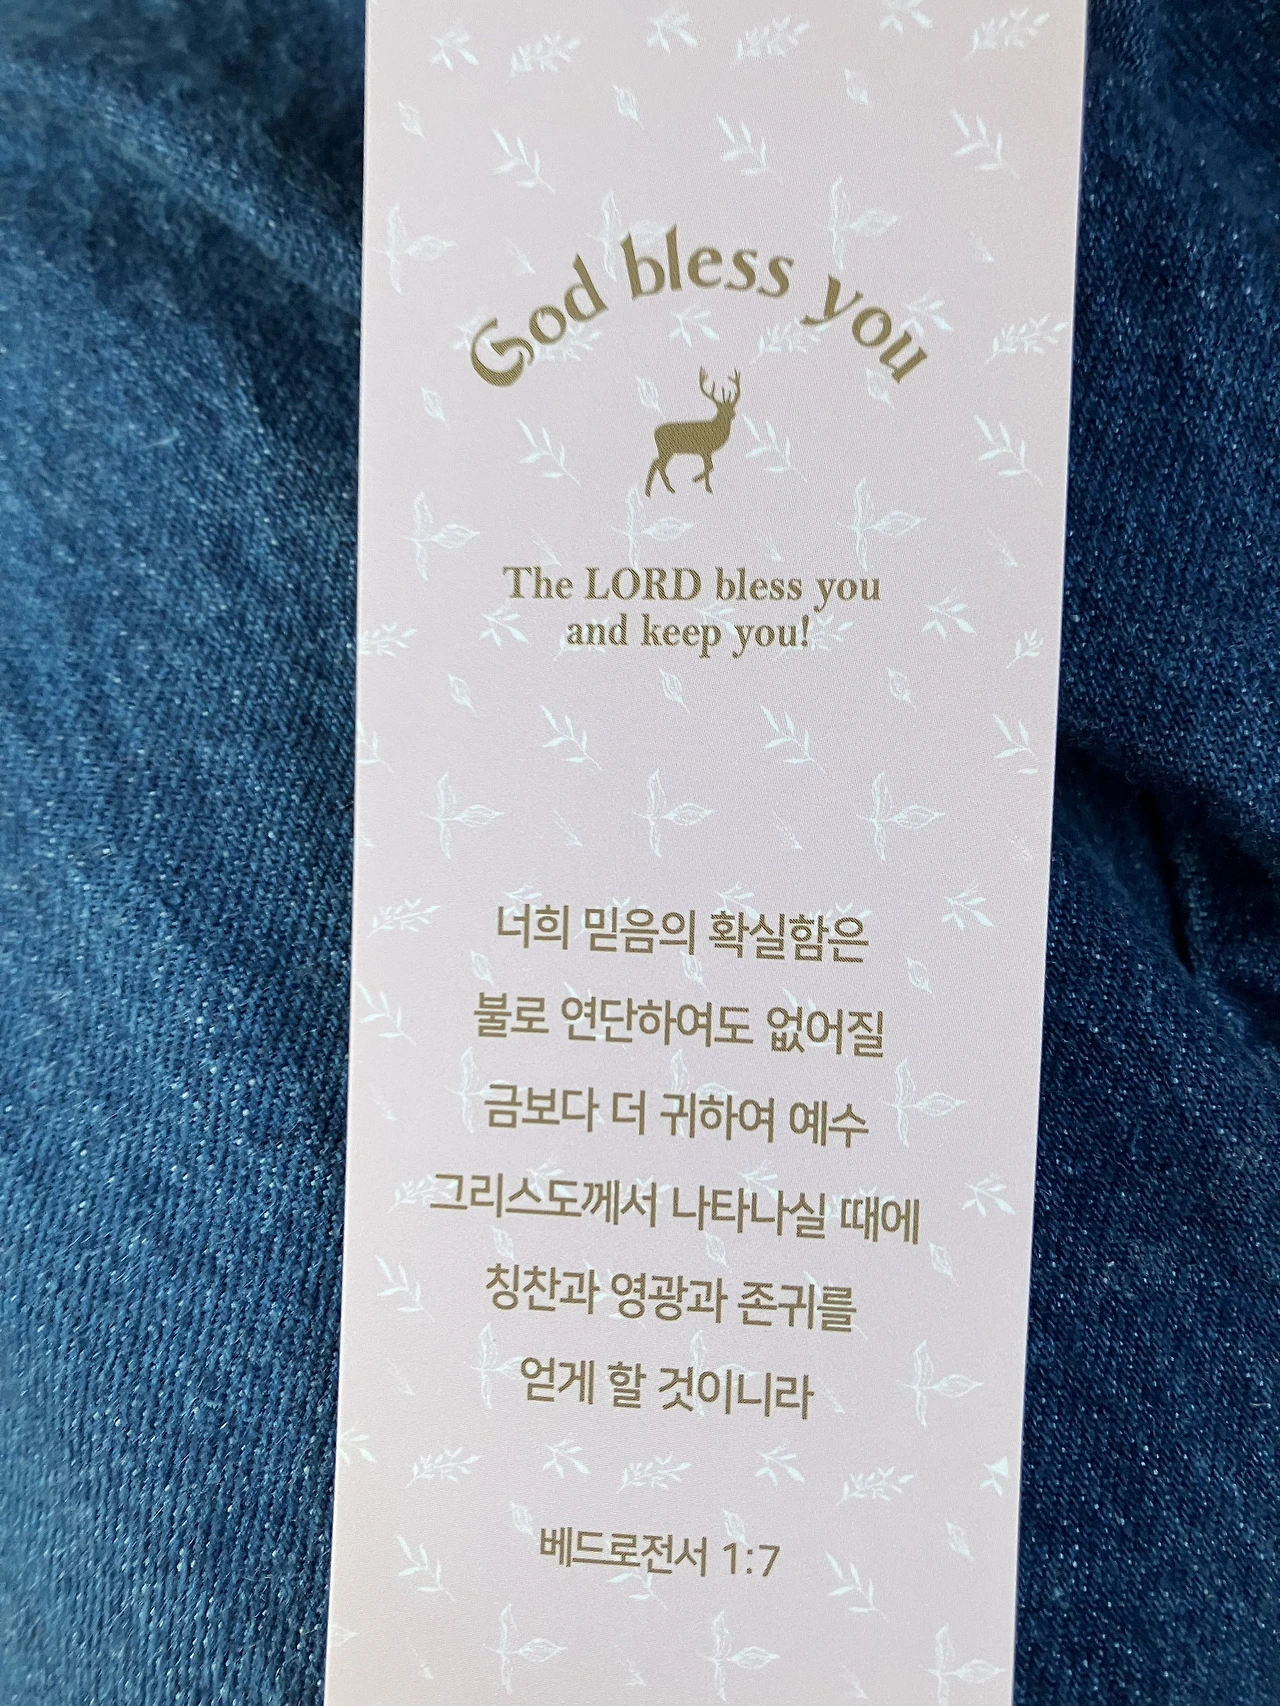 God bless you
The LORD bless you
and keep you!
너희 믿음의 확실함은
불로 연단하여도 없어질
금보다 더 귀하여 예수
그리스도께서 나타나실 때에
칭찬과 영광과 존귀를
얻게 할 것이니라
베드로전서 1:7